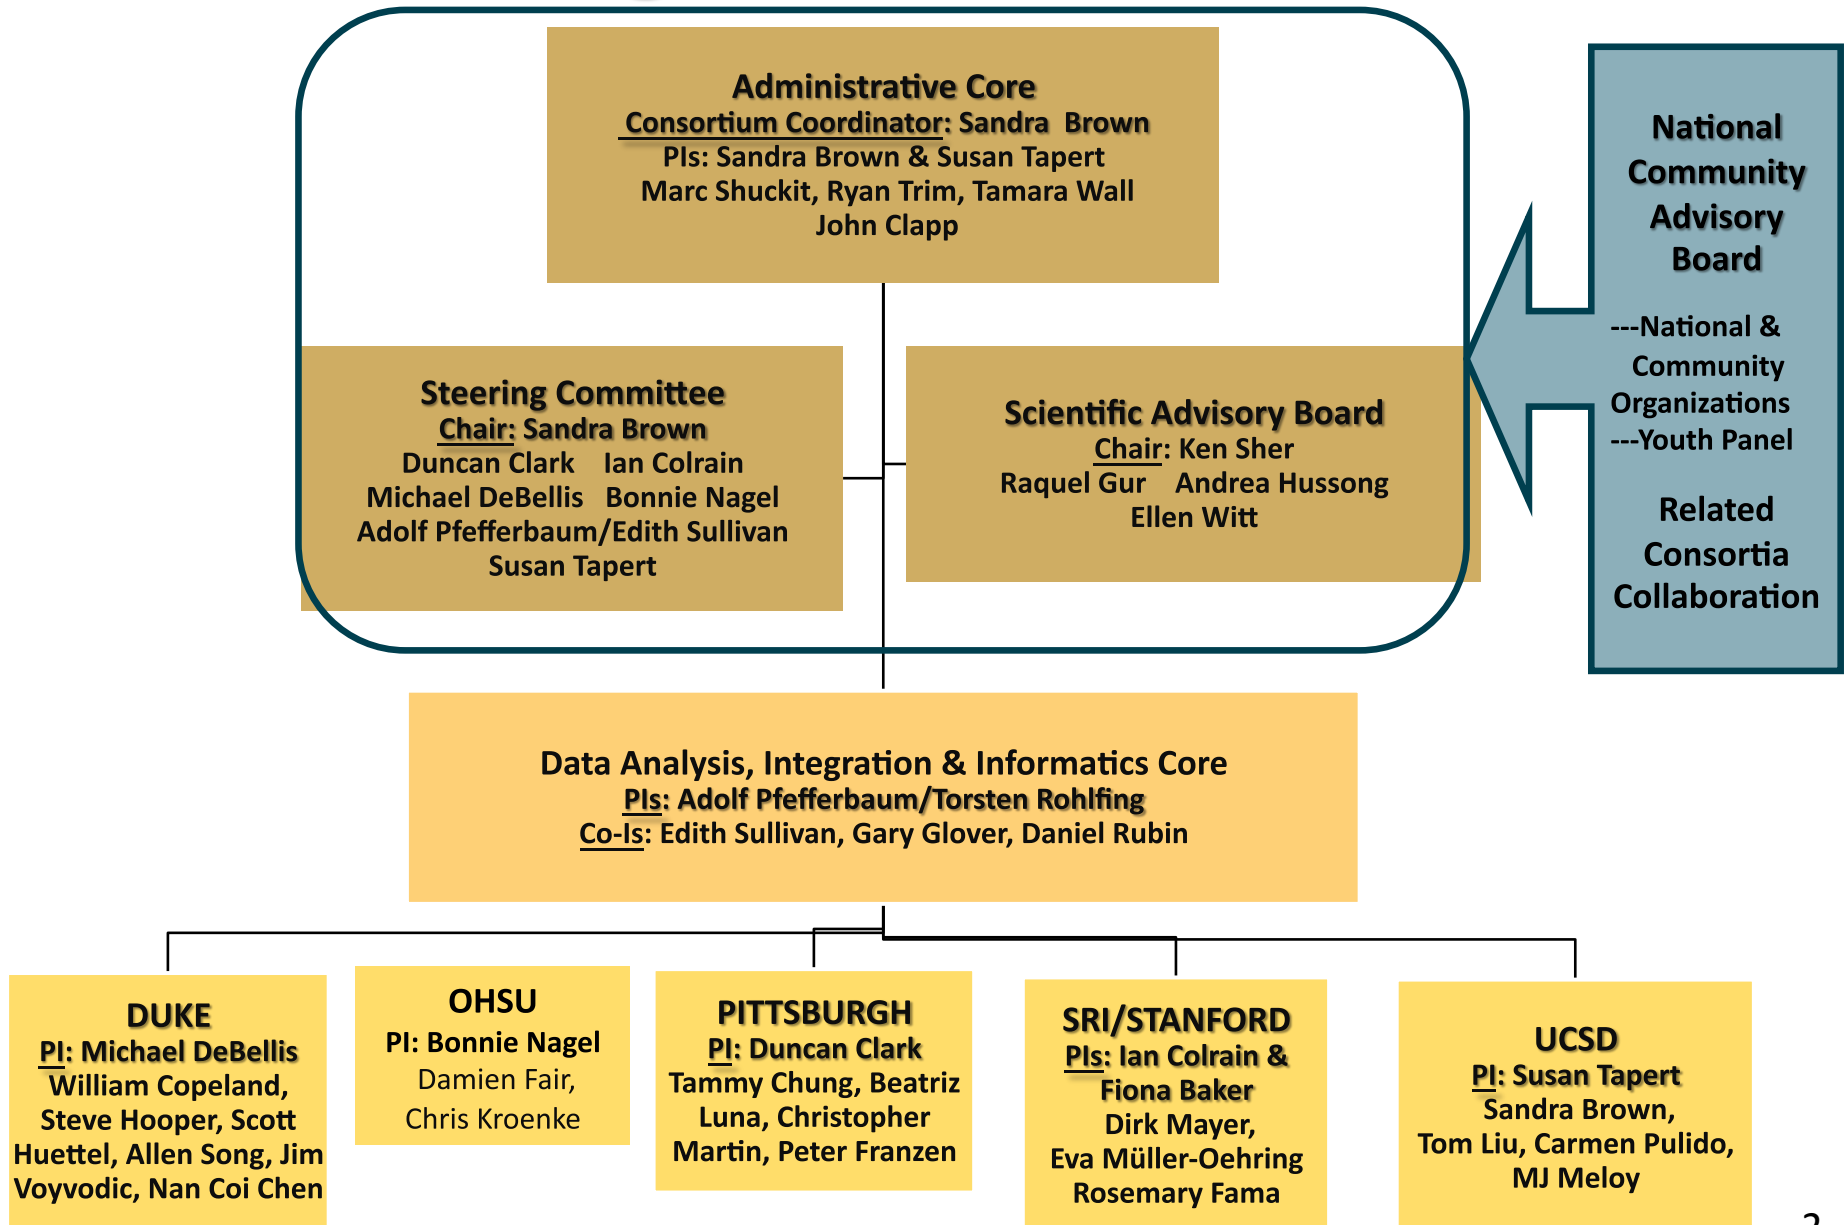 Administrative Core
Consortium Coordinator: Sandra Brown
PIs: Sandra Brown & Susan Tapert
Marc Shuckit, Ryan Trim, Tamara Wall
John Clapp
Steering Committee
Chair: Sandra Brown
Duncan Clark Ian Colrain
Michael DeBellis Bonnie Nagel
Adolf Pfefferbaum/Edith Sullivan
Susan Tapert
Scientific Advisory Board
Chair: Ken Sher
Raquel Gur Andrea Hussong
Ellen Witt
National
Community
Advisory
Board
---National &
Community
Organizations
---Youth Panel
Related
Consortia
Collaboration
Data Analysis, Integration & Informatics Core
PIs: Adolf Pfefferbaum/Torsten Rohlfing
Co-Is: Edith Sullivan, Gary Glover, Daniel Rubin
DUKE
PI: Michael DeBellis
William Copeland,
Steve Hooper, Scott
Huettel, Allen Song, Jim
Voyvodic, Nan Coi Chen
OHSU
PI: Bonnie Nagel
Damien Fair,
Chris Kroenke
PITTSBURGH
PI: Duncan Clark
Tammy Chung, Beatriz
Luna, Christopher
Martin, Peter Franzen
SRI/STANFORD
PIs: Ian Colrain &
Fiona Baker
Dirk Mayer,
Eva Müller-Oehring
Rosemary Fama
UCSD
PI: Susan Tapert
Sandra Brown,
Tom Liu, Carmen Pulido,
MJ Meloy